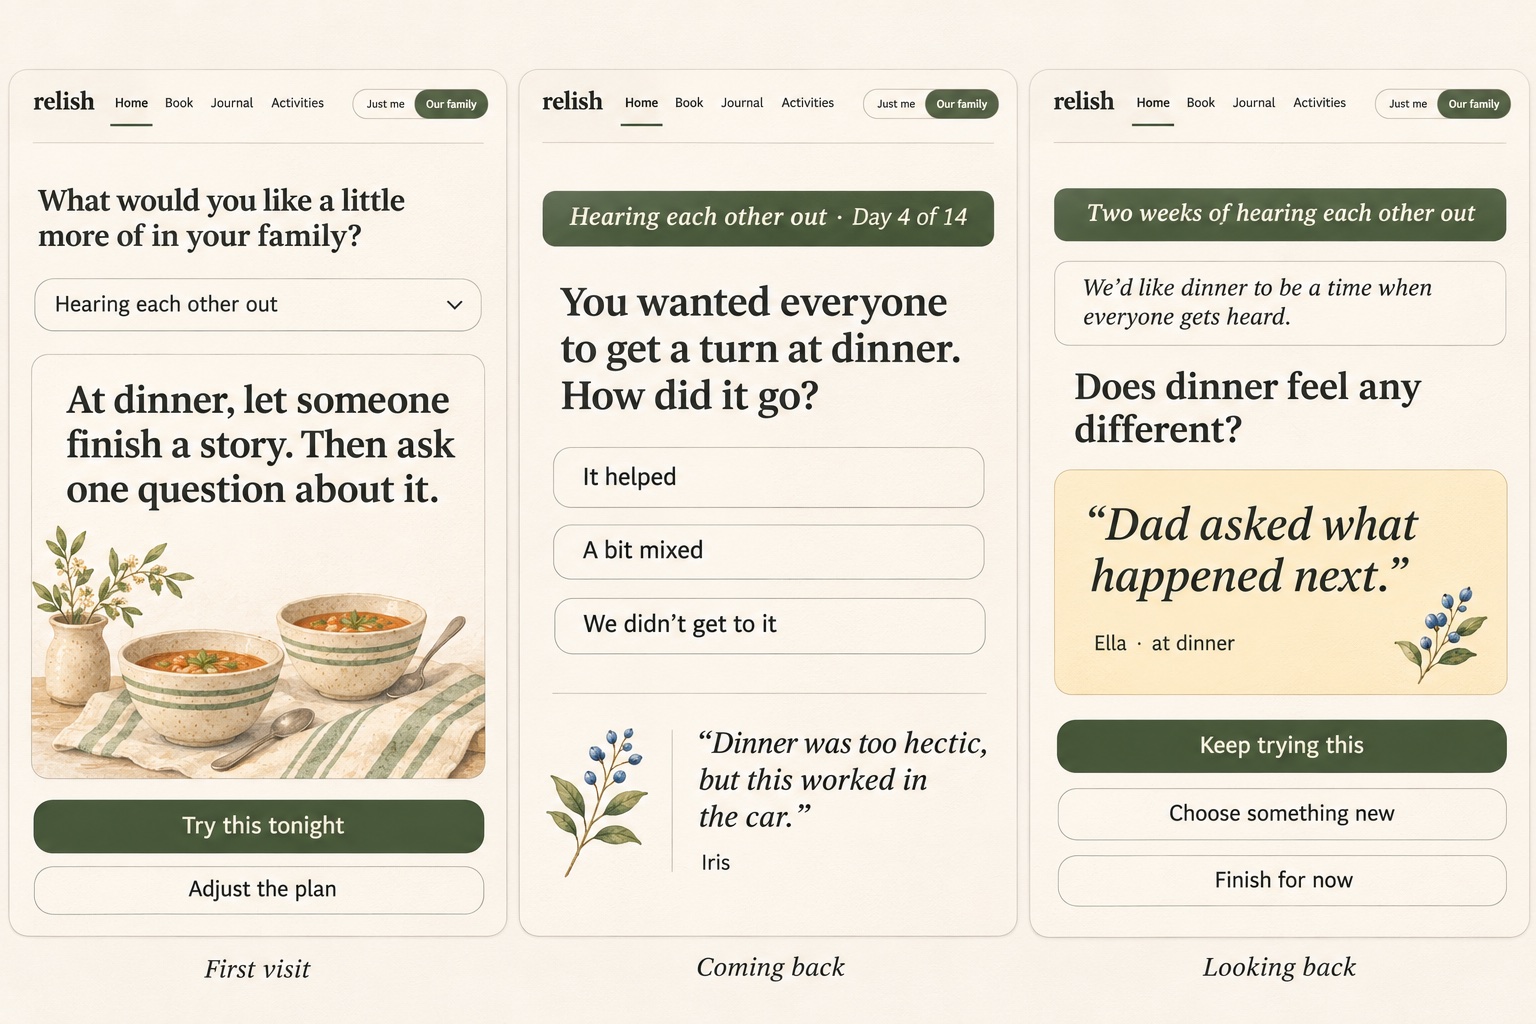 relish Home Book Journal Activities Just me Our family
What would you like a little
more of in your family?
Hearing each other out
At dinner, let someone
finish a story. Then ask
one question about it.
Try this tonight
Adjust the plan
First visit
relish Home Book Journal Activities Just me Our family
Hearing each other out · Day 4 of 14
You wanted everyone
to get a turn at dinner.
How did it go?
It helped
A bit mixed
We didn’t get to it
“Dinner was too hectic,
but this worked in
the car.”
Iris
Coming back
relish Home Book Journal Activities Just me Our family
Two weeks of hearing each other out
We’d like dinner to be a time when
everyone gets heard.
Does dinner feel any
different?
“Dad asked what
happened next.”
Ella · at dinner
Keep trying this
Choose something new
Finish for now
Looking back